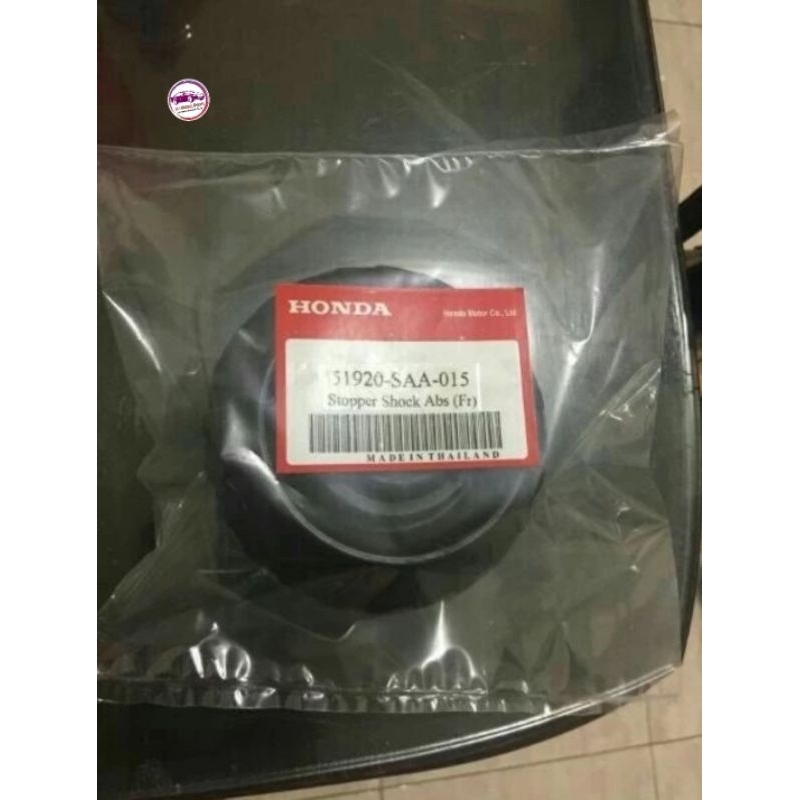 HONDA
Honda Motor Co., Ltd
51920-SAA-015
Stopper Shock Abs (Fr)
MADE IN THAILAND